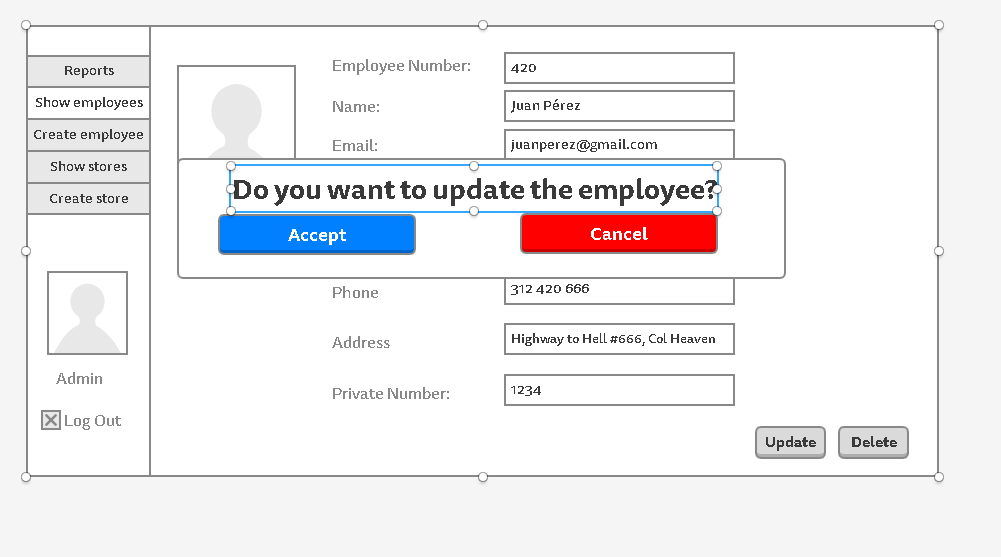 Reports
Show employees
Create employee
Show stores
Create store
Admin
Log Out
Employee Number: 420
Name: Juan Pérez
Email: juanperez@gmail.com
Do you want to update the employee?
Accept Cancel
Phone 312 420 666
Address Highway to Hell #666, Col Heaven
Private Number: 1234
Update Delete